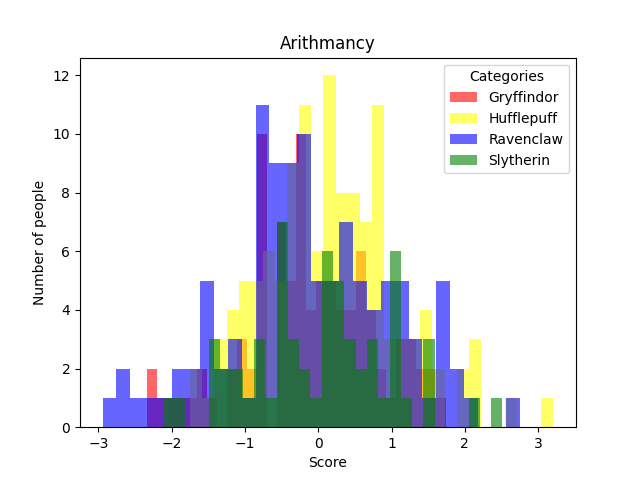 Arithmancy
Categories
Gryffindor
Hufflepuff
Ravenclaw
Slytherin
12
10
8
6
4
2
0
Number of people
−3
−2
−1
0
1
2
3
Score